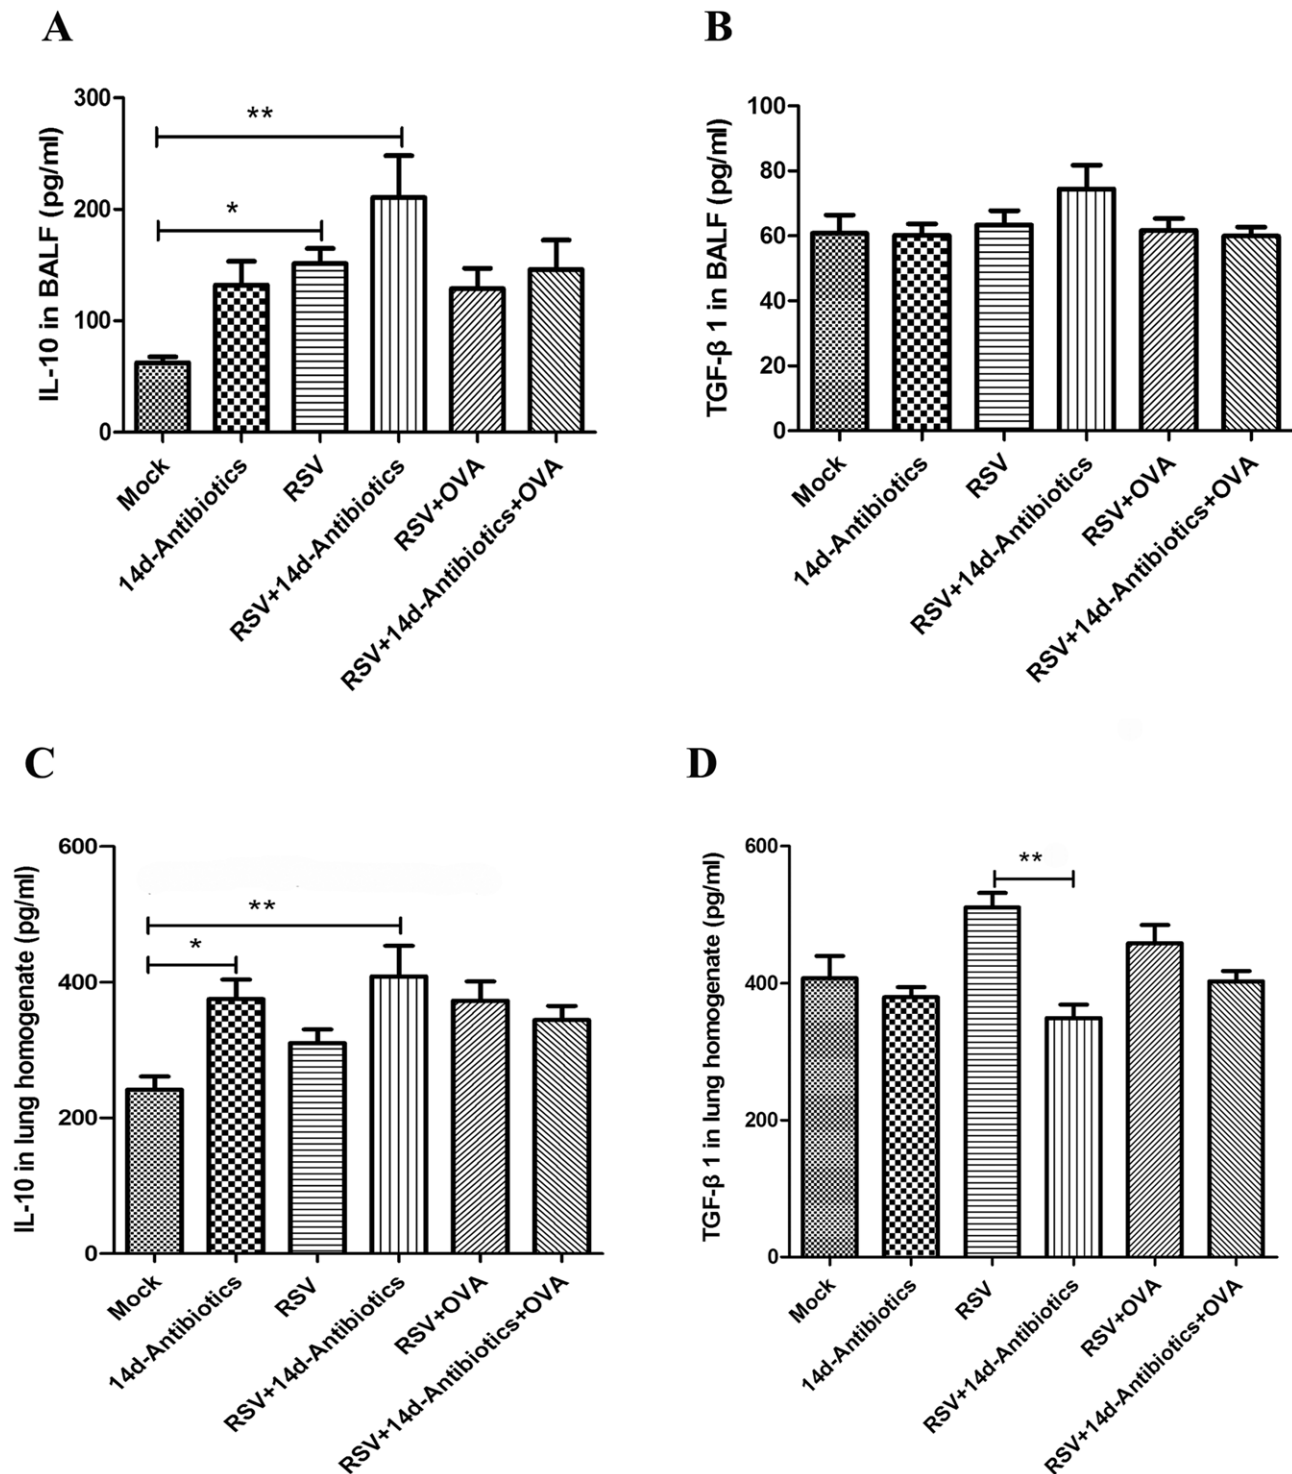 A
IL-10 in BALF (pg/ml)
300
200
100
0
**
*
Mock
14d-Antibiotics
RSV
RSV+14d-Antibiotics
RSV+OVA
RSV+14d-Antibiotics+OVA
B
TGF-β 1 in BALF (pg/ml)
100
80
60
40
20
0
Mock
14d-Antibiotics
RSV
RSV+14d-Antibiotics
RSV+OVA
RSV+14d-Antibiotics+OVA
C
IL-10 in lung homogenate (pg/ml)
600
400
200
0
**
*
Mock
14d-Antibiotics
RSV
RSV+14d-Antibiotics
RSV+OVA
RSV+14d-Antibiotics+OVA
D
TGF-β 1 in lung homogenate (pg/ml)
600
400
200
0
**
Mock
14d-Antibiotics
RSV
RSV+14d-Antibiotics
RSV+OVA
RSV+14d-Antibiotics+OVA